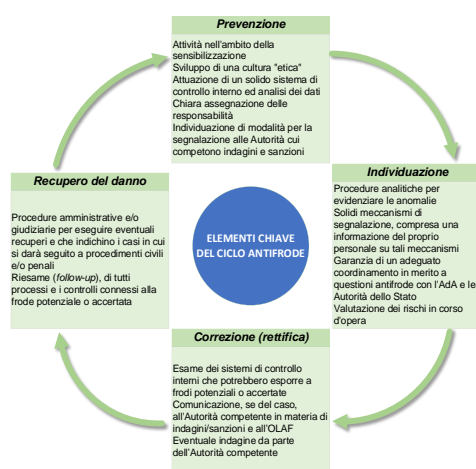 Prevenzione
Attività nell'ambito della
sensibilizzazione
Sviluppo di una cultura "etica"
Attuazione di un solido sistema di
controllo interno ed analisi dei dati
Chiara assegnazione delle
responsabilità
Individuazione di modalità per la
segnalazione alle Autorità cui
competono indagini e sanzioni
Individuazione
Procedure analitiche per
evidenziare le anomalie
Solidi meccanismi di
segnalazione, compresa una
informazione del proprio
personale su tali meccanismi
Garanzia di un adeguato
coordinamento in merito a
questioni antifrode con l'AdA e le
Autorità dello Stato
Valutazione dei rischi in corso
d'opera
Correzione (rettifica)
Esame dei sistemi di controllo
interni che potrebbero esporre a
frodi potenziali o accertate
Comunicazione, se del caso,
all'Autorità competente in materia di
indagini/sanzioni e all'OLAF
Eventuale indagine da parte
dell'Autorità competente
Recupero del danno
Procedure amministrative e/o
giudiziarie per eseguire eventuali
recuperi e che indichino i casi in cui
si darà seguito a procedimenti civili
e/o penali
Riesame (follow-up), di tutti
processi e i controlli connessi alla
frode potenziale o accertata
ELEMENTI CHIAVE
DEL CICLO ANTIFRODE